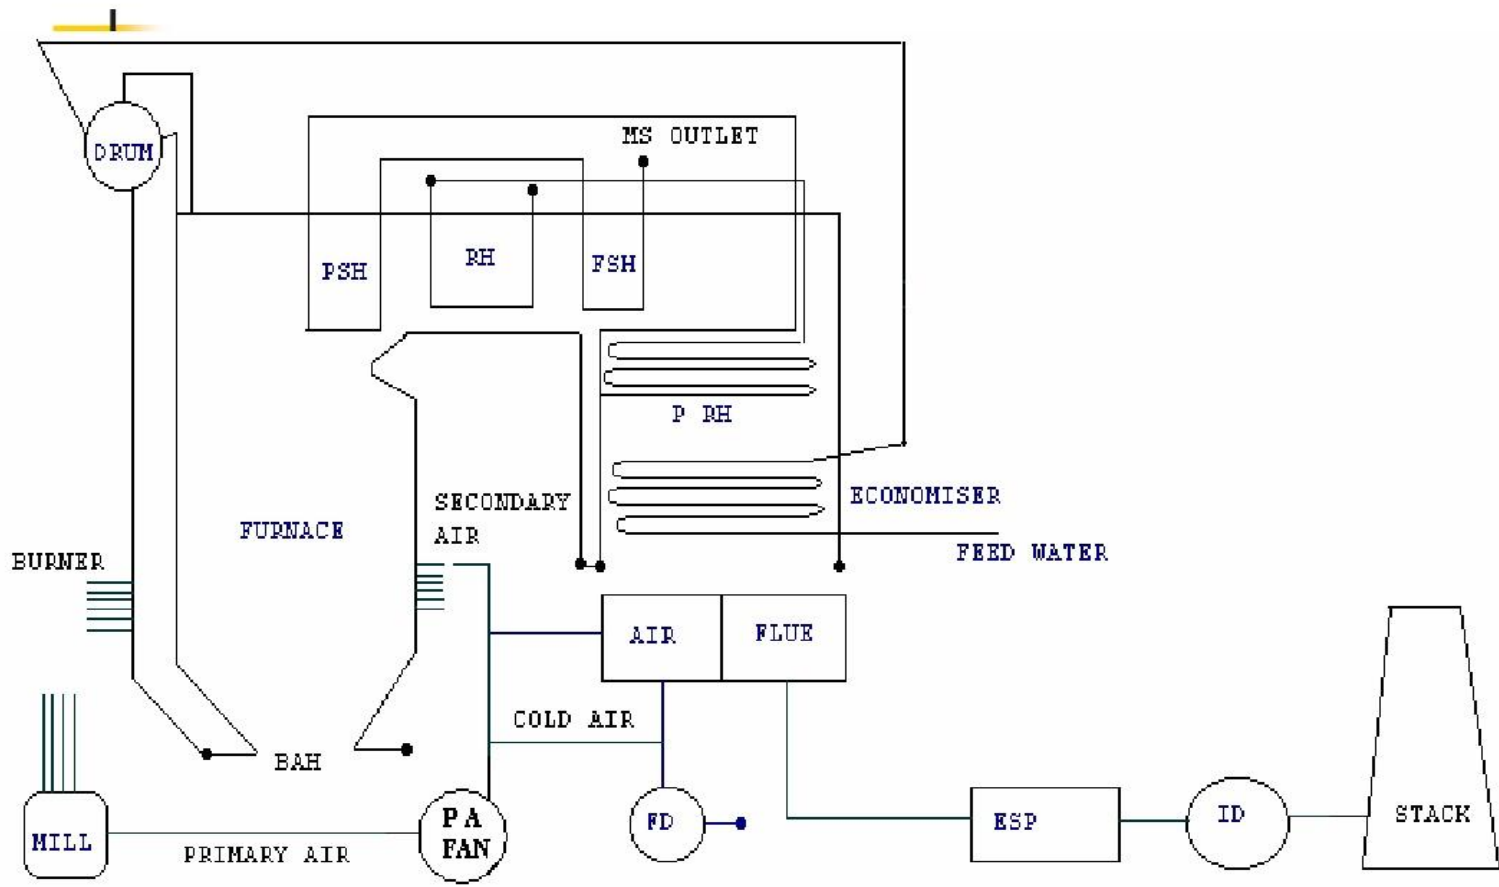 MS OUTLET
DRUM
PSH
RH
FSH
P RH
SECONDARY
AIR
ECONOMISER
FURNACE
FEED WATER
BURNER
AIR
FLUE
COLD AIR
BAH
MILL
PRIMARY AIR
P A
FAN
FD
ESP
ID
STACK